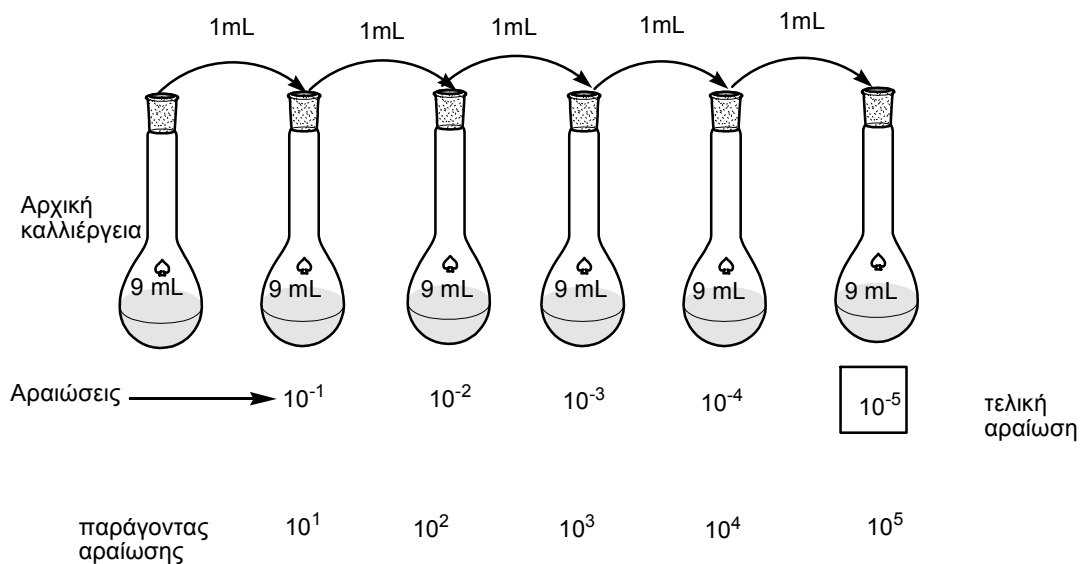 1mL 1mL 1mL 1mL 1mL
Αρχική
καλλιέργεια
9 mL 9 mL 9 mL 9 mL 9 mL 9 mL
Αραιώσεις 10⁻¹ 10⁻² 10⁻³ 10⁻⁴ 10⁻⁵ τελική
αραίωση
παράγοντας 10¹ 10² 10³ 10⁴ 10⁵
αραίωσης